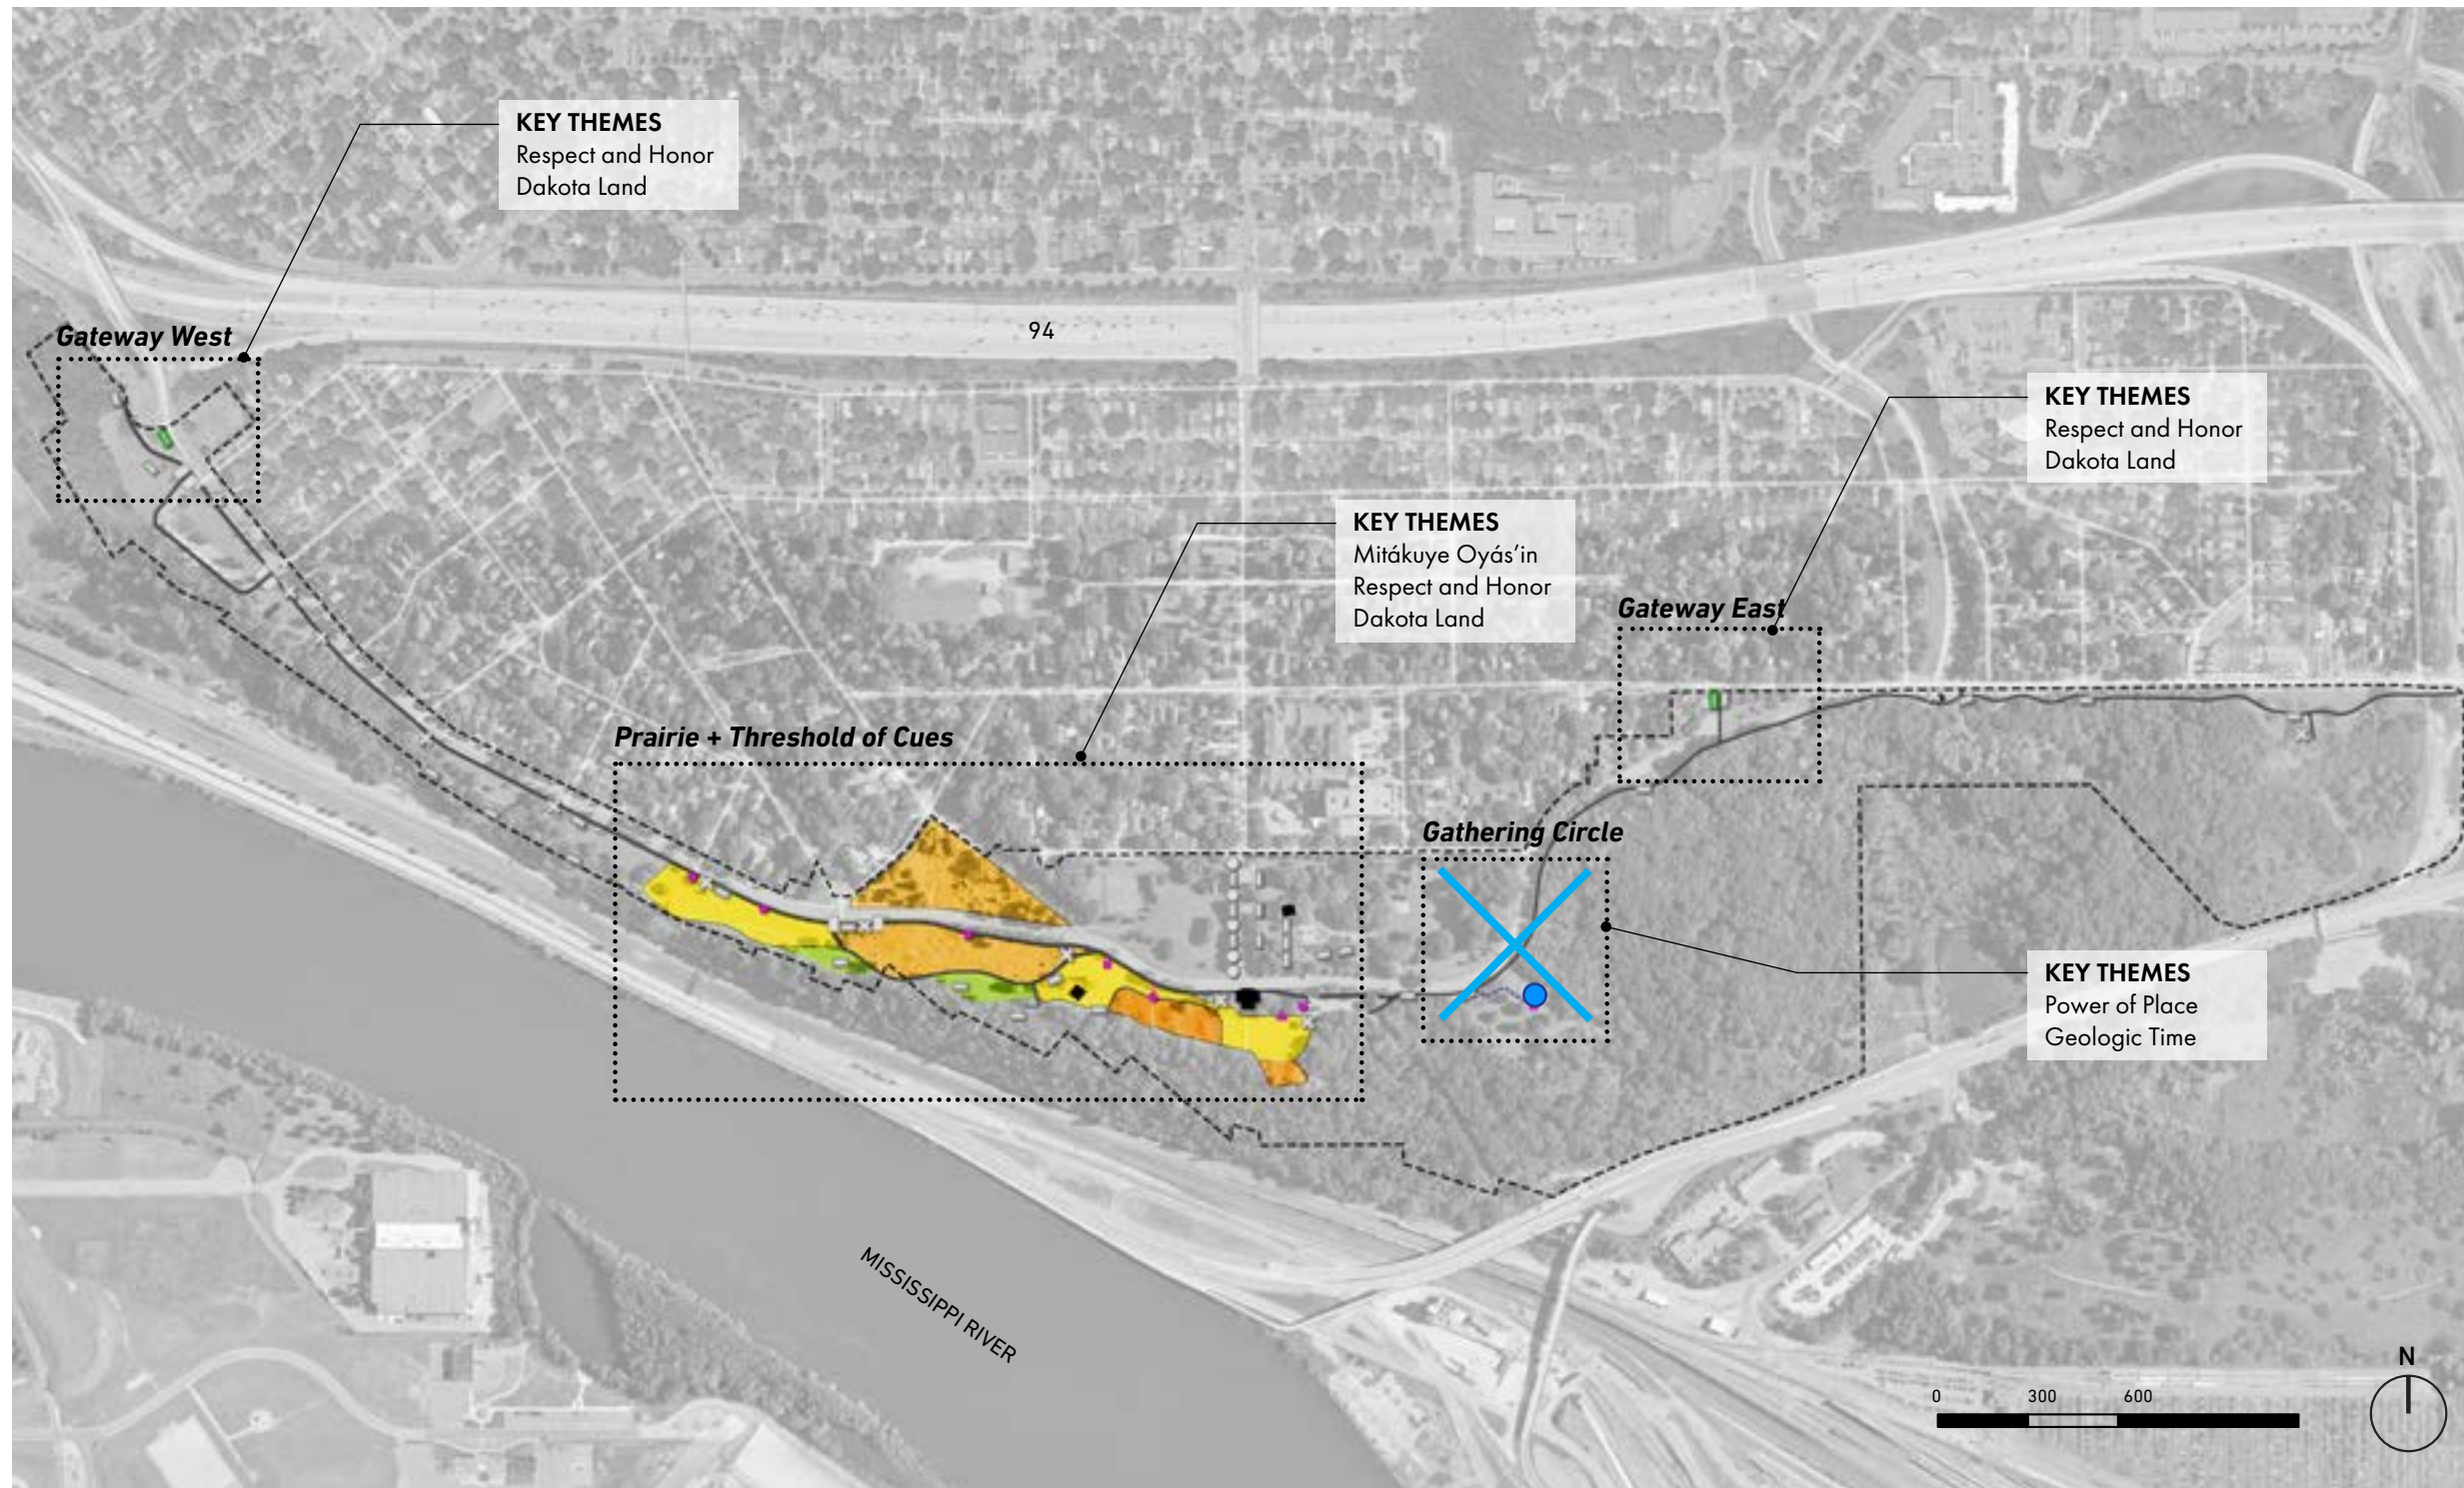 KEY THEMES
Respect and Honor
Dakota Land
94
Gateway West
KEY THEMES
Respect and Honor
Dakota Land
KEY THEMES
Mitákuye Oyás’in
Respect and Honor
Dakota Land
Gateway East
Prairie + Threshold of Cues
Gathering Circle
KEY THEMES
Power of Place
Geologic Time
MISSISSIPPI RIVER
N
0 300 600